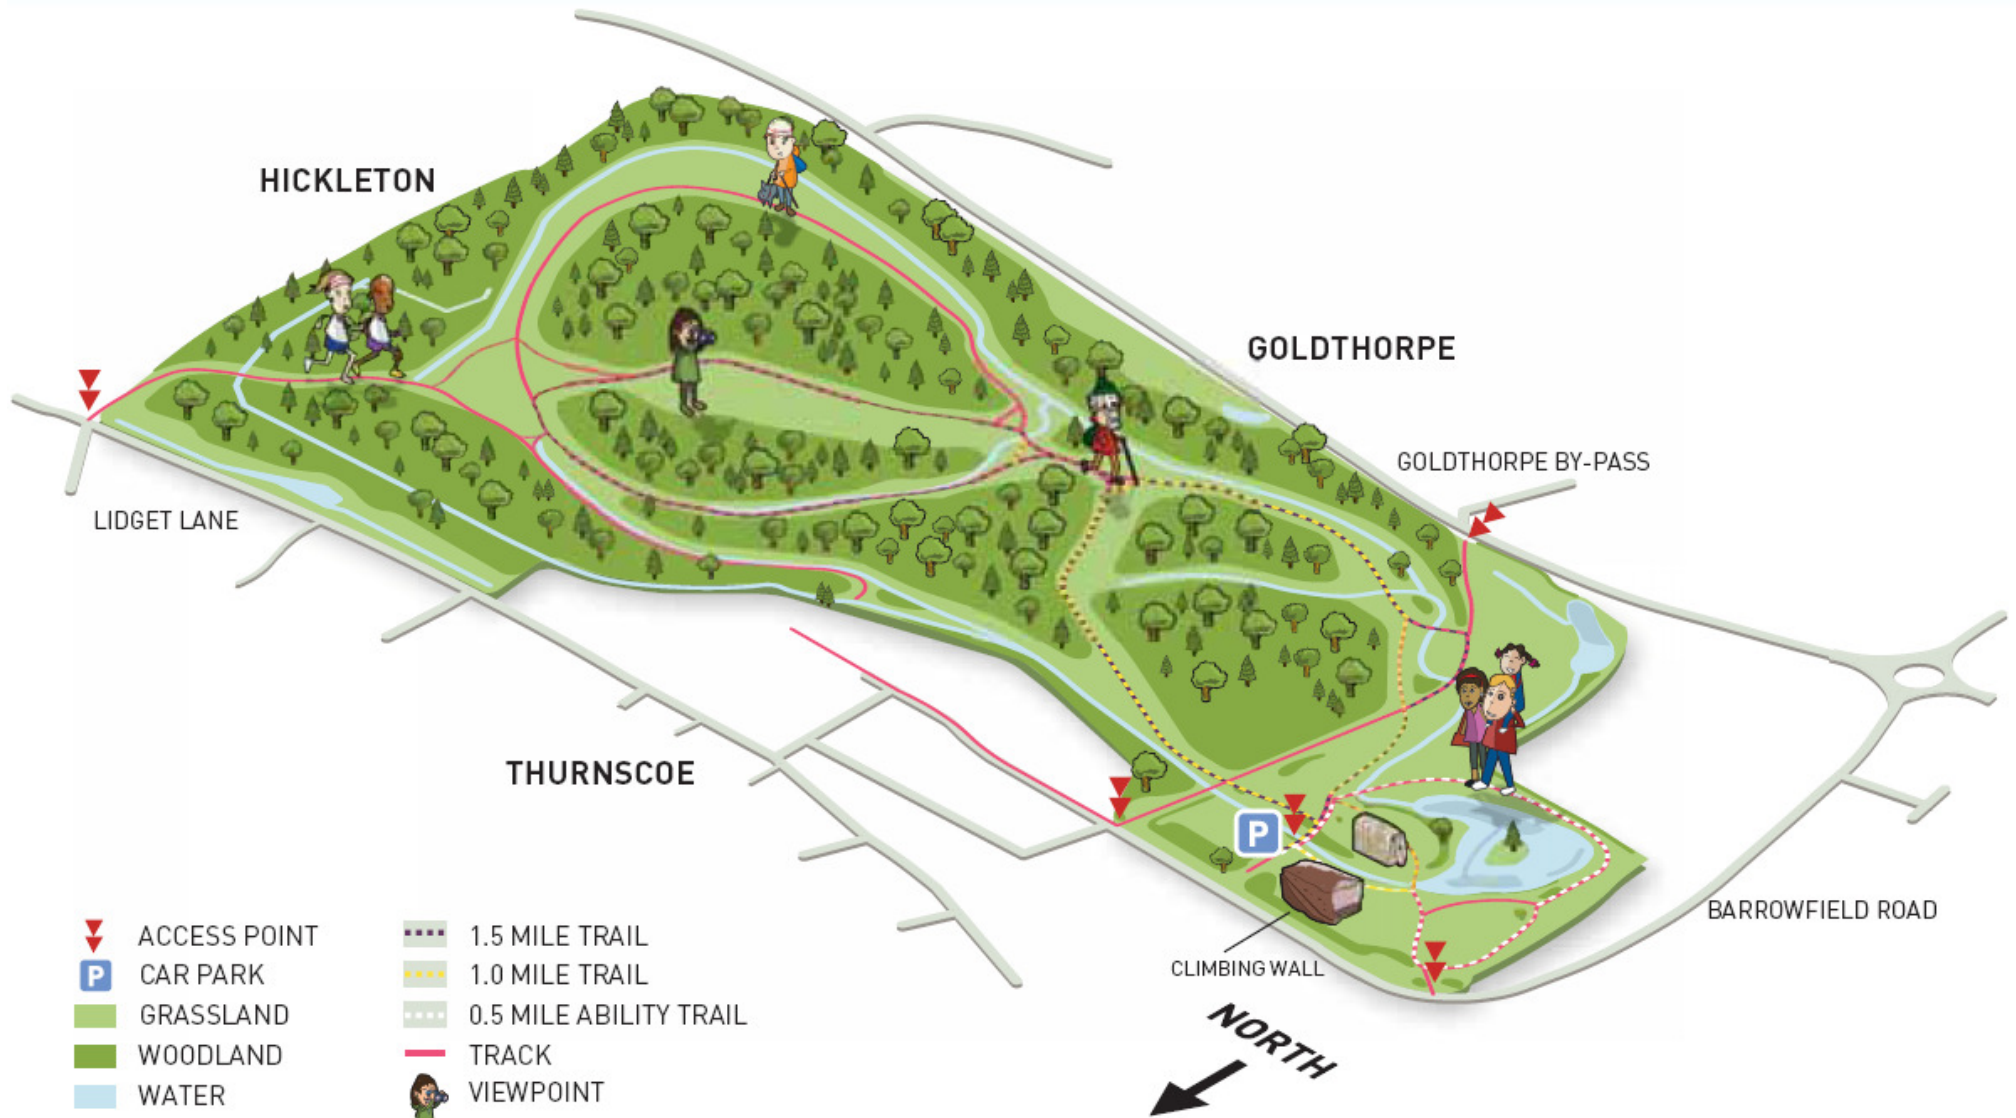 HICKLETON
GOLDTHORPE
GOLDTHORPE BY-PASS
LIDGET LANE
THURNSCOE
P
BARROWFIELD ROAD
CLIMBING WALL
NORTH
ACCESS POINT
P CAR PARK
GRASSLAND
WOODLAND
WATER
1.5 MILE TRAIL
1.0 MILE TRAIL
0.5 MILE ABILITY TRAIL
TRACK
VIEWPOINT